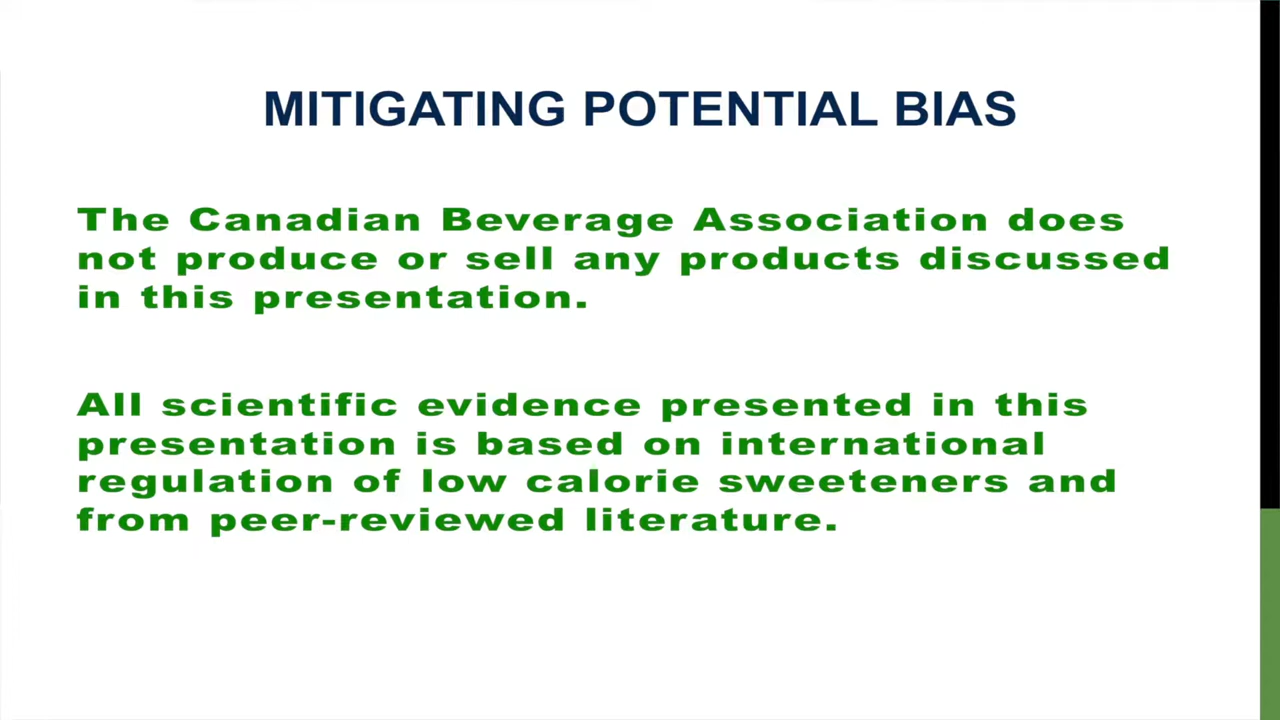 MITIGATING POTENTIAL BIAS
The Canadian Beverage Association does
not produce or sell any products discussed
in this presentation.
All scientific evidence presented in this
presentation is based on international
regulation of low calorie sweeteners and
from peer-reviewed literature.